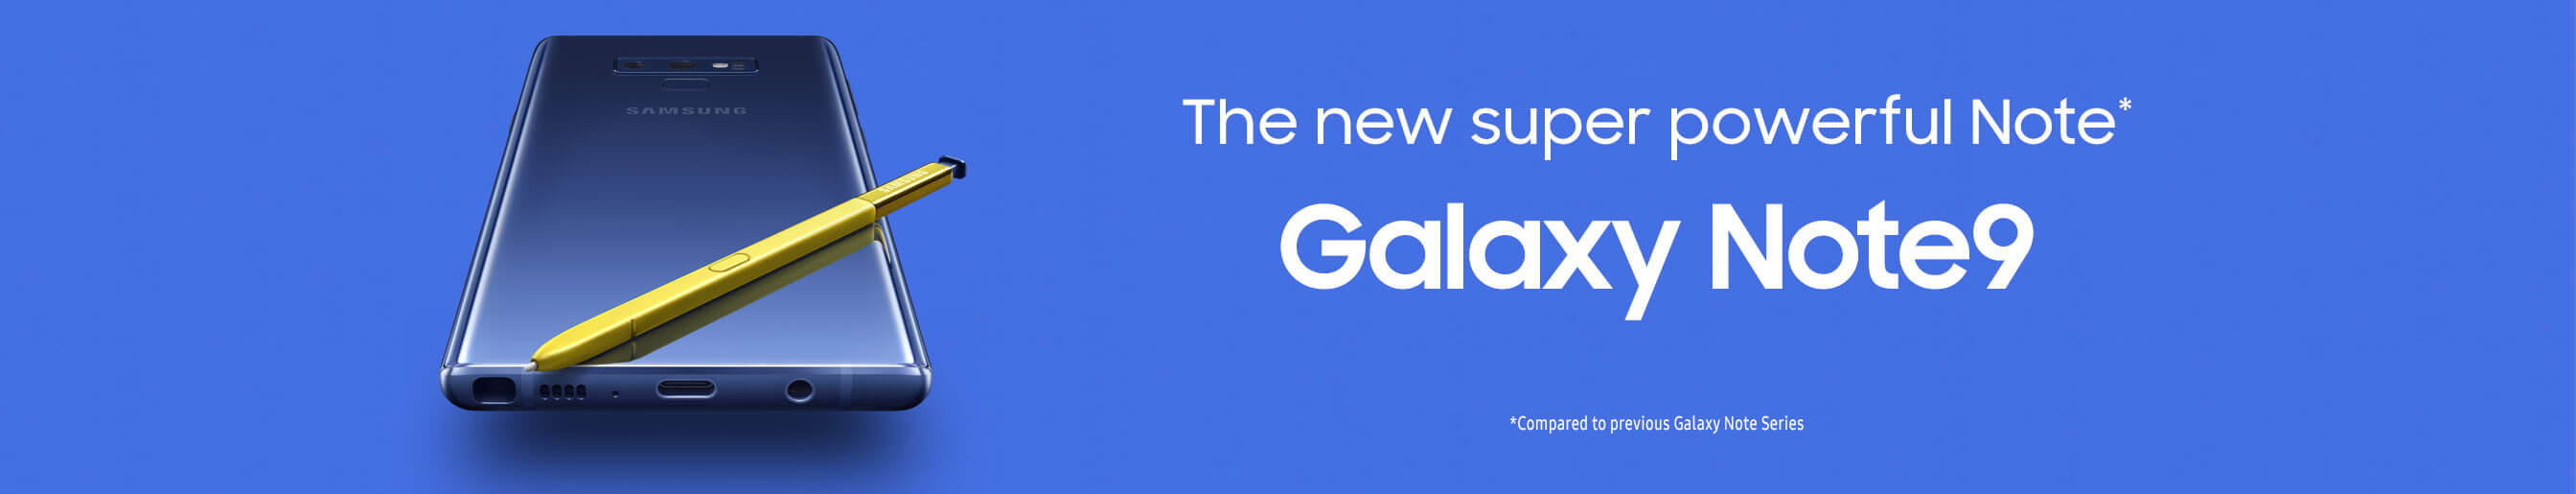 SAMSUNG
SAMSUNG
The new super powerful Note*
Galaxy Note9
*Compared to previous Galaxy Note Series